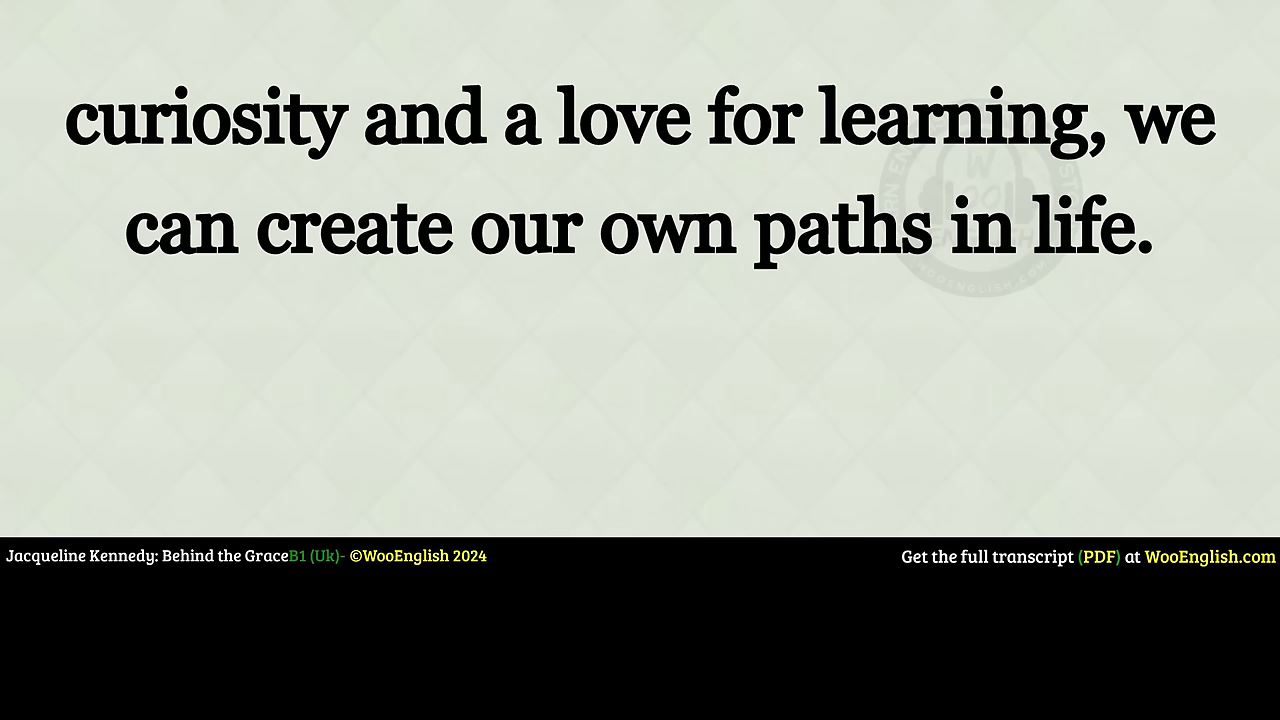 curiosity and a love for learning, we
can create our own paths in life.
Jacqueline Kennedy: Behind the GraceB1 (Uk)- ©WooEnglish 2024
Get the full transcript (PDF) at WooEnglish.com